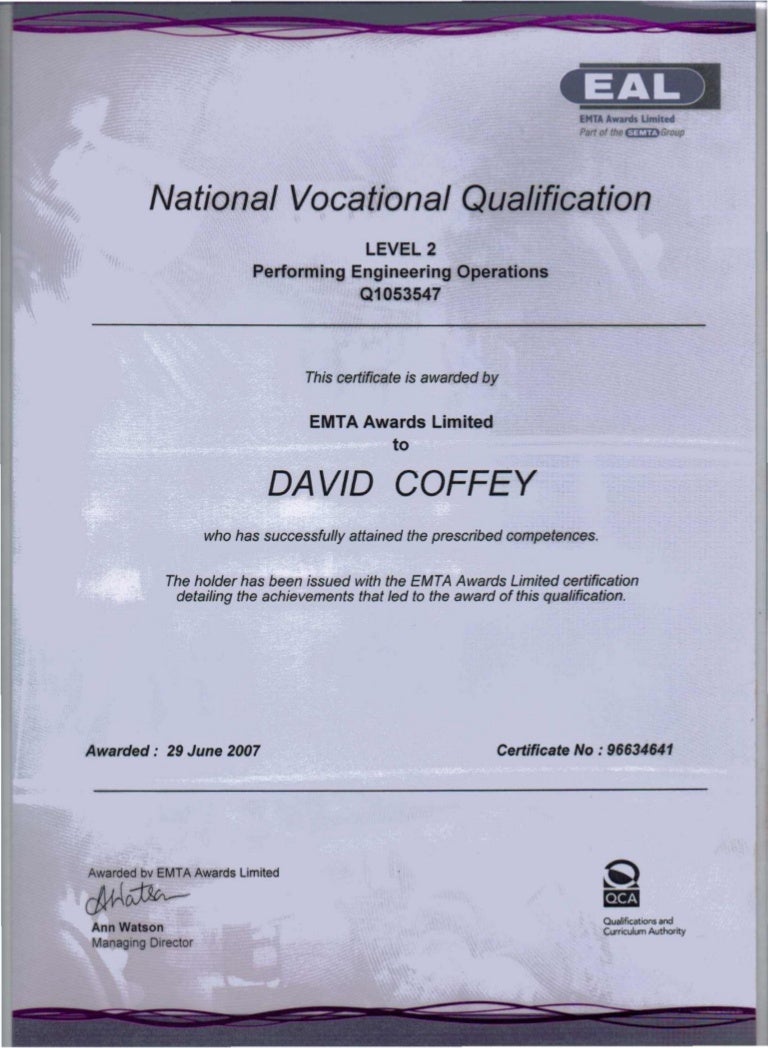 EAL
EMTA Awards Limited
Part of the SEMTA Group
National Vocational Qualification
LEVEL 2
Performing Engineering Operations
Q1053547
This certificate is awarded by
EMTA Awards Limited
to
DAVID COFFEY
who has successfully attained the prescribed competences.
The holder has been issued with the EMTA Awards Limited certification
detailing the achievements that led to the award of this qualification.
Awarded : 29 June 2007 Certificate No : 96634641
Awarded by EMTA Awards Limited
AWatson
Ann Watson
Managing Director
QCA
Qualifications and
Curriculum Authority